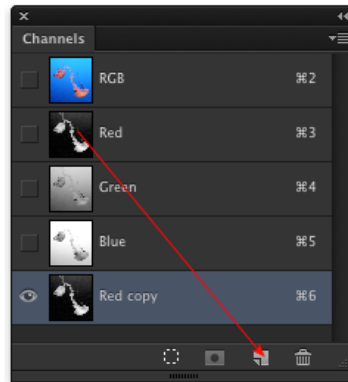 Channels
RGB ⌘2
Red ⌘3
Green ⌘4
Blue ⌘5
Red copy ⌘6